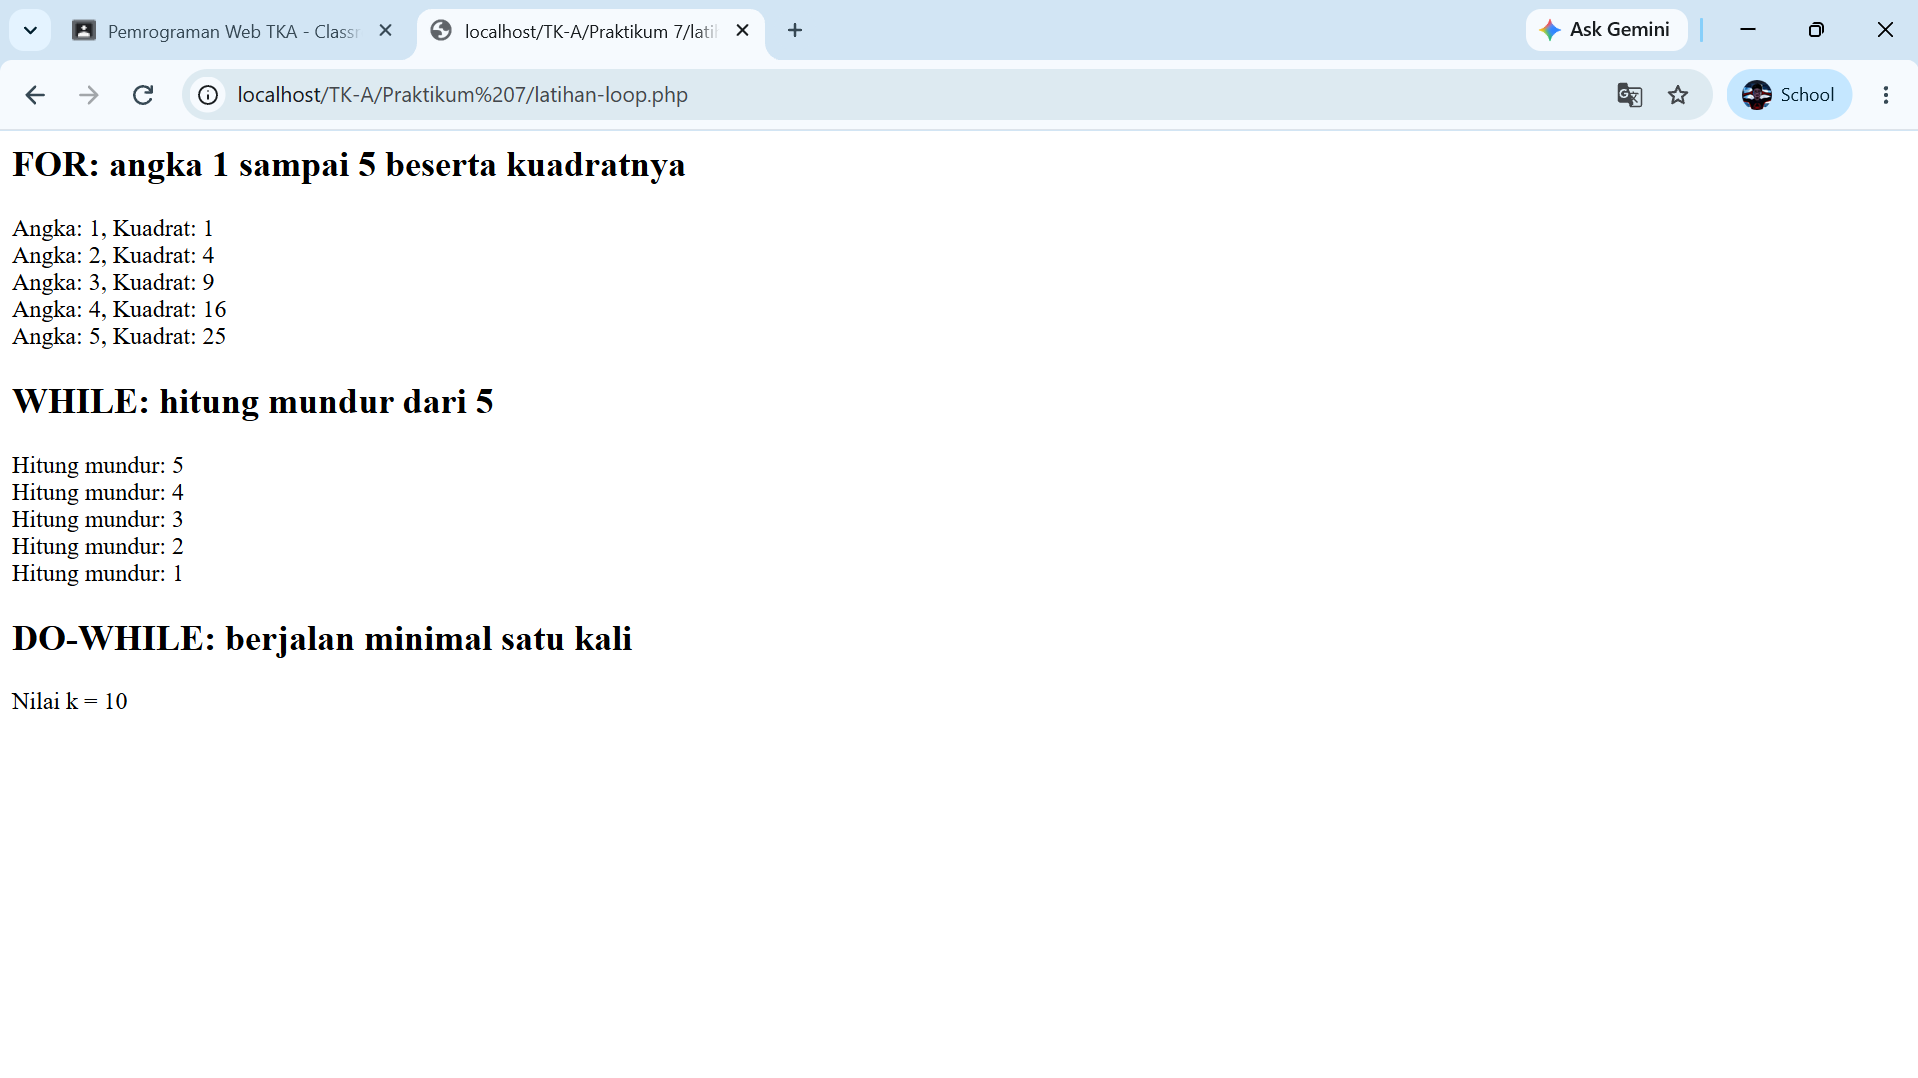 Pemrograman Web TKA - Classr
localhost/TK-A/Praktikum 7/latih
Ask Gemini
localhost/TK-A/Praktikum%207/latihan-loop.php
School
FOR: angka 1 sampai 5 beserta kuadratnya
Angka: 1, Kuadrat: 1
Angka: 2, Kuadrat: 4
Angka: 3, Kuadrat: 9
Angka: 4, Kuadrat: 16
Angka: 5, Kuadrat: 25
WHILE: hitung mundur dari 5
Hitung mundur: 5
Hitung mundur: 4
Hitung mundur: 3
Hitung mundur: 2
Hitung mundur: 1
DO-WHILE: berjalan minimal satu kali
Nilai k = 10